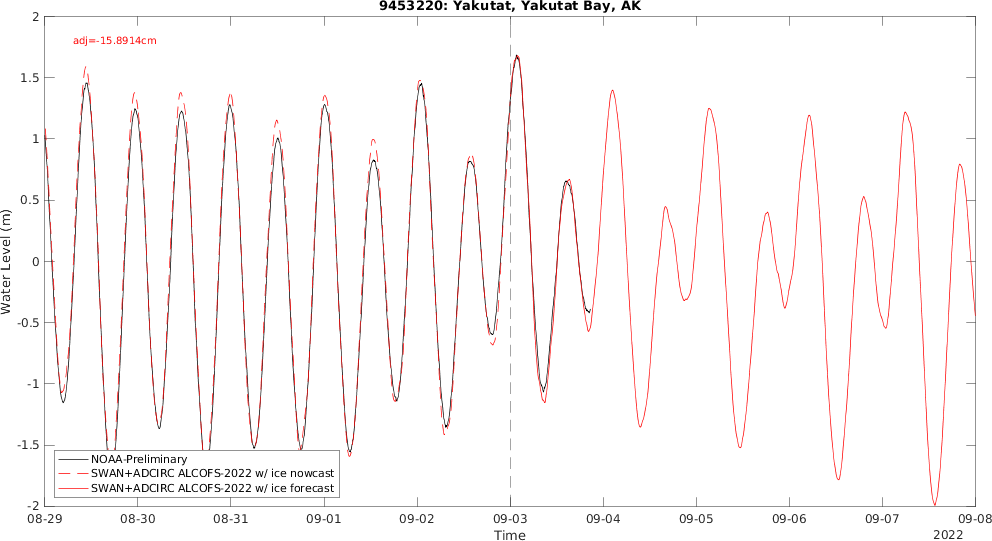 9453220: Yakutat, Yakutat Bay, AK
adj=-15.8914cm
2
1.5
1
0.5
0
-0.5
-1
-1.5
-2
Water Level (m)
NOAA-Preliminary
SWAN+ADCIRC ALCOFS-2022 w/ ice nowcast
SWAN+ADCIRC ALCOFS-2022 w/ ice forecast
08-29 08-30 08-31 09-01 09-02 09-03 09-04 09-05 09-06 09-07 09-08
Time
2022